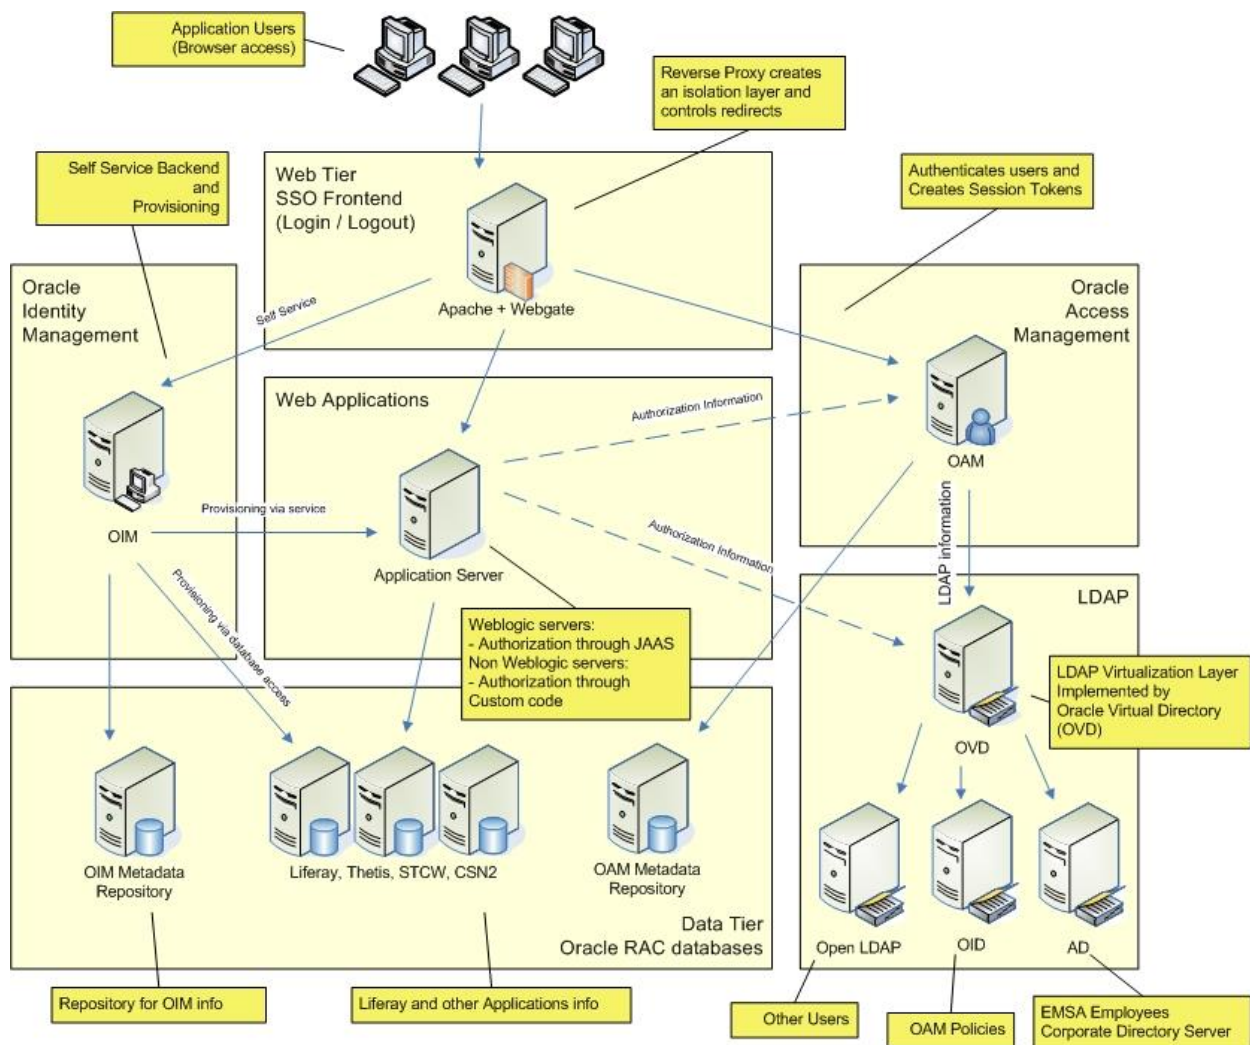 Application Users
(Browser access)
Reverse Proxy creates
an isolation layer and
controls redirects
Self Service Backend
and
Provisioning
Web Tier
SSO Frontend
(Login / Logout)
Authenticates users and
Creates Session Tokens
Oracle
Identity
Management
Self Service
Apache + Webgate
Oracle
Access
Management
Web Applications
Authorization Information
OAM
OIM
Provisioning via service
Application Server
Authorization Information
LDAP information
Provisioning via database access
Weblogic servers:
- Authorization through JAAS
Non Weblogic servers:
- Authorization through
Custom code
LDAP
LDAP Virtualization Layer
Implemented by
Oracle Virtual Directory
(OVD)
OVD
OIM Metadata
Repository
Liferay, Thetis, STCW, CSN2
OAM Metadata
Repository
Data Tier
Oracle RAC databases
Open LDAP
OID
AD
Repository for OIM info
Liferay and other Applications info
Other Users
OAM Policies
EMSA Employees
Corporate Directory Server